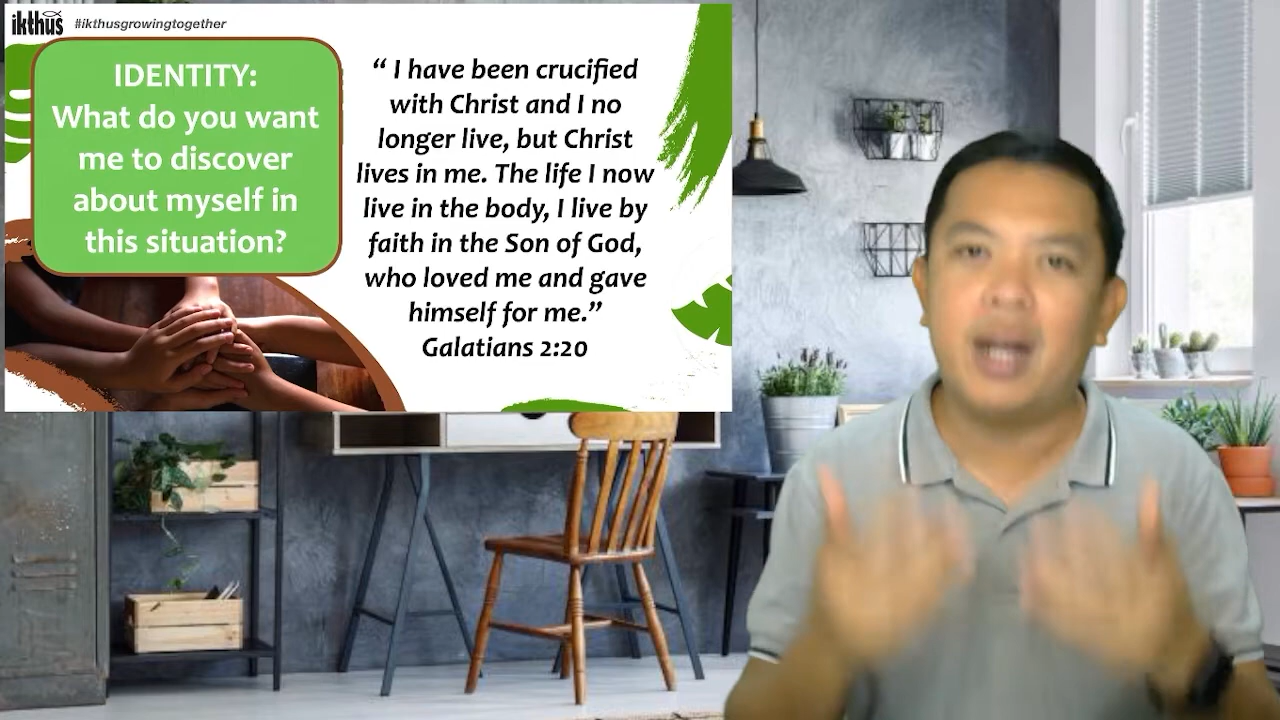 ikthus
#ikthusgrowingtogether
IDENTITY:
What do you want
me to discover
about myself in
this situation?
“ I have been crucified
with Christ and I no
longer live, but Christ
lives in me. The life I now
live in the body, I live by
faith in the Son of God,
who loved me and gave
himself for me.”
Galatians 2:20